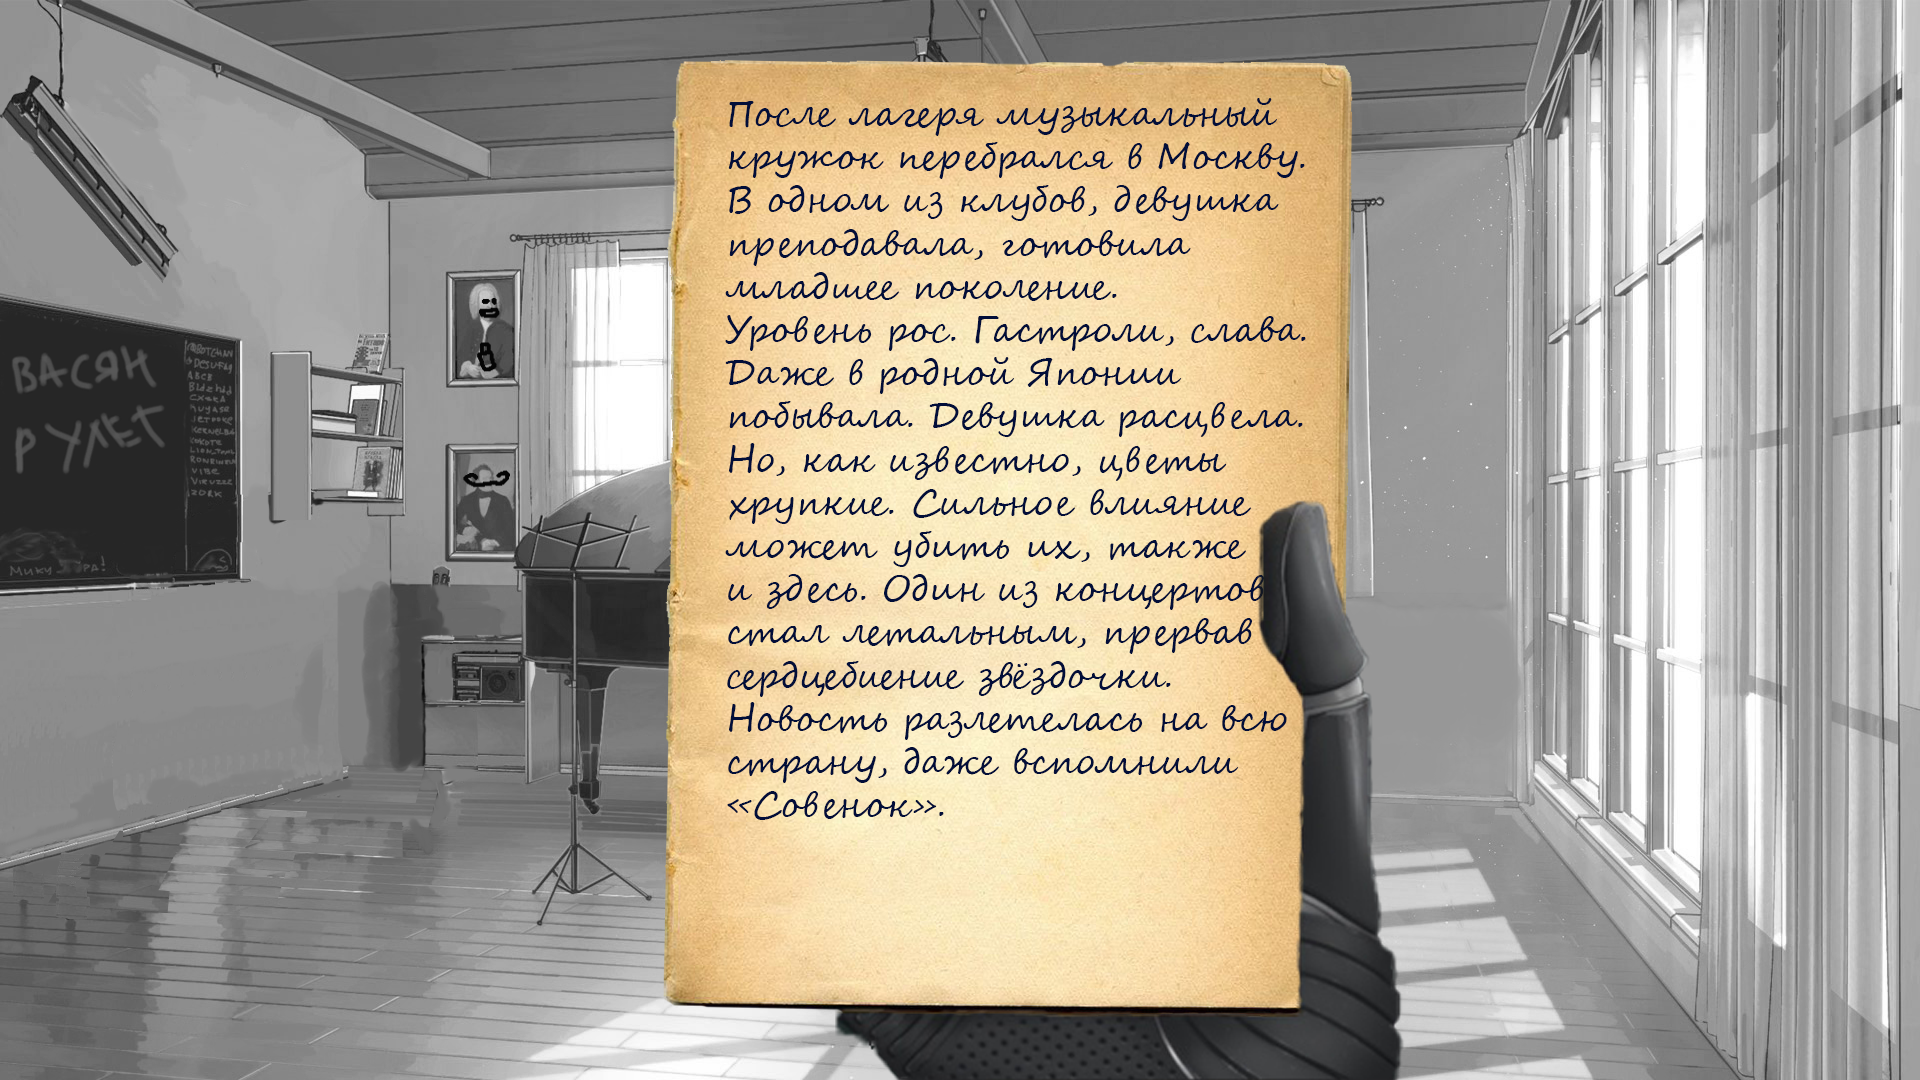 После лагеря музыкальный
кружок перебрался в Москву.
В одном из клубов, девушка
преподавала, готовила
младшее поколение.
Уровень рос. Гастроли, слава.
Даже в родной Японии
побывала. Девушка расцвела.
Но, как известно, цветы
хрупкие. Сильное влияние
может убить их, также
и здесь. Один из концертов
стал летальным, прервав
сердцебиение звёздочки.
Новость разлетелась на всю
страну, даже вспомнили
«Совенок».
ВАСЯН
РУЛЕТ
Мику